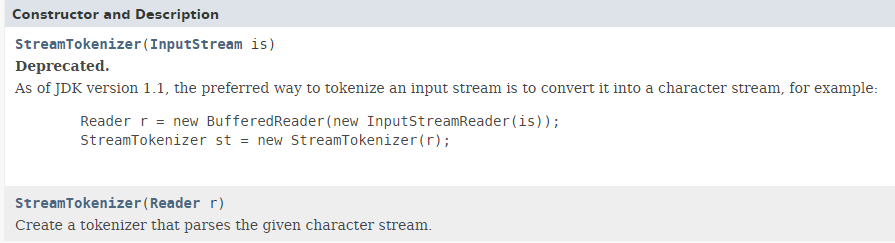 Constructor and Description
StreamTokenizer(InputStream is)
Deprecated.
As of JDK version 1.1, the preferred way to tokenize an input stream is to convert it into a character stream, for example:
Reader r = new BufferedReader(new InputStreamReader(is));
StreamTokenizer st = new StreamTokenizer(r);
StreamTokenizer(Reader r)
Create a tokenizer that parses the given character stream.